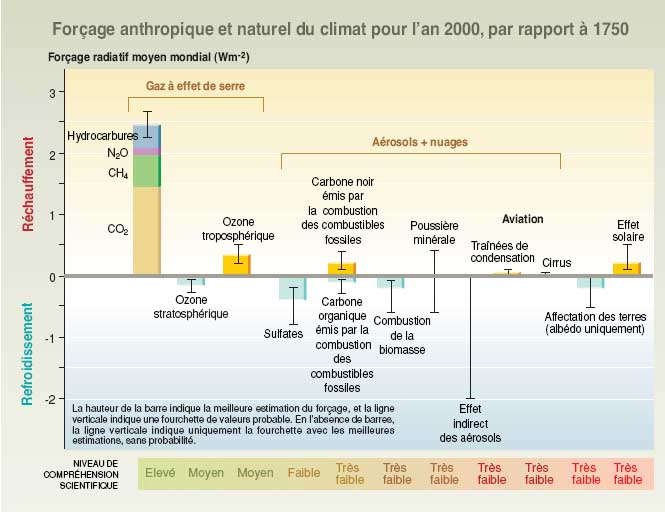 Forçage anthropique et naturel du climat pour l'an 2000, par rapport à 1750
Forçage radiatif moyen mondial (Wm-2)
Réchauffement
Refroidissement
3
2
1
0
-1
-2
Gaz à effet de serre
Hydrocarbures
N2O
CH4
CO2
Ozone
stratosphérique
Ozone
troposphérique
Aérosols + nuages
Sulfates
Carbone noir
émis par
la combustion
des combustibles
fossiles
Carbone
organique
émis par la
combustion
des
combustibles
fossiles
Combustion
de la
biomasse
Poussière
minérale
Effet
indirect
des aérosols
Aviation
Traînées de
condensation
Cirrus
Affectation des terres
(albédo uniquement)
Effet
solaire
La hauteur de la barre indique la meilleure estimation du forçage, et la ligne
verticale indique une fourchette de valeurs probable. En l'absence de barres,
la ligne verticale indique uniquement la fourchette avec les meilleures
estimations, sans probabilité.
NIVEAU DE
COMPRÉHENSION
SCIENTIFIQUE
Elevé
Moyen
Moyen
Faible
Très
faible
Très
faible
Très
faible
Très
faible
Très
faible
Très
faible
Très
faible